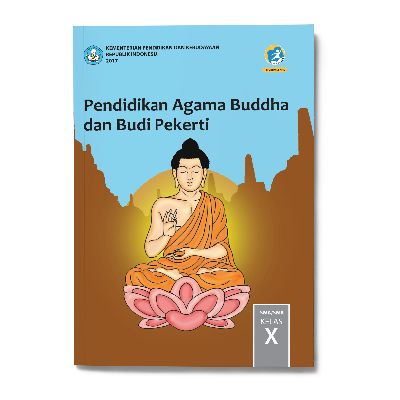 KEMENTERIAN PENDIDIKAN DAN KEBUDAYAAN
REPUBLIK INDONESIA
2017
Pendidikan Agama Buddha
dan Budi Pekerti
SMA/SMK
KELAS
X